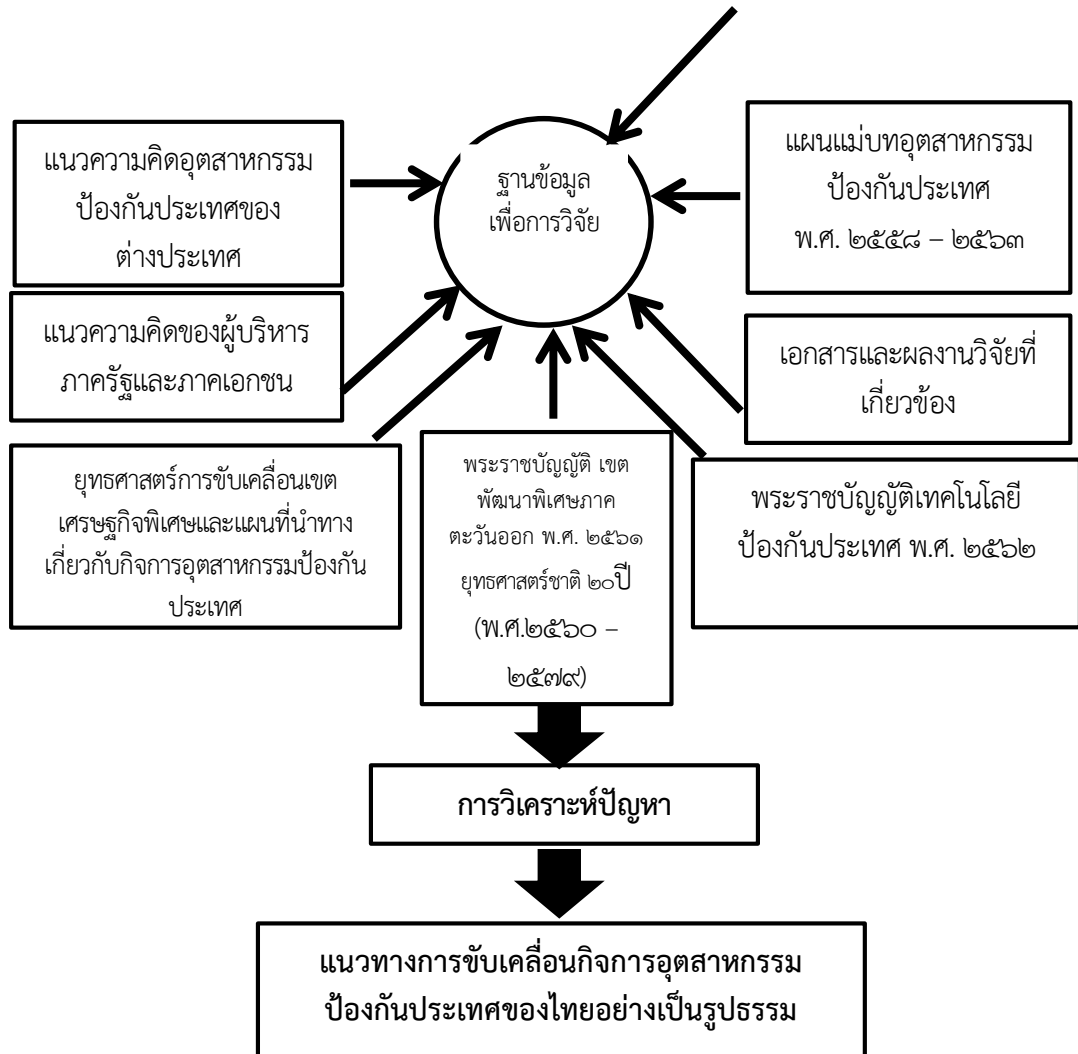 แนวความคิดอุตสาหกรรม
ป้องกันประเทศของ
ต่างประเทศ
ฐานข้อมูล
เพื่อการวิจัย
แผนแม่บทอุตสาหกรรม
ป้องกันประเทศ
พ.ศ. ๒๕๕๘ – ๒๕๖๓
แนวความคิดของผู้บริหาร
ภาครัฐและภาคเอกชน
เอกสารและผลงานวิจัยที่
เกี่ยวข้อง
ยุทธศาสตร์การขับเคลื่อนเขต
เศรษฐกิจพิเศษและแผนที่นำทาง
เกี่ยวกับกิจการอุตสาหกรรมป้องกัน
ประเทศ
พระราชบัญญัติ เขต
พัฒนาพิเศษภาค
ตะวันออก พ.ศ. ๒๕๖๑
ยุทธศาสตร์ชาติ ๒๐ปี
(พ.ศ.๒๕๖๐ –
๒๕๗๙)
พระราชบัญญัติเทคโนโลยี
ป้องกันประเทศ พ.ศ. ๒๕๖๒
การวิเคราะห์ปัญหา
แนวทางการขับเคลื่อนกิจการอุตสาหกรรม
ป้องกันประเทศของไทยอย่างเป็นรูปธรรม